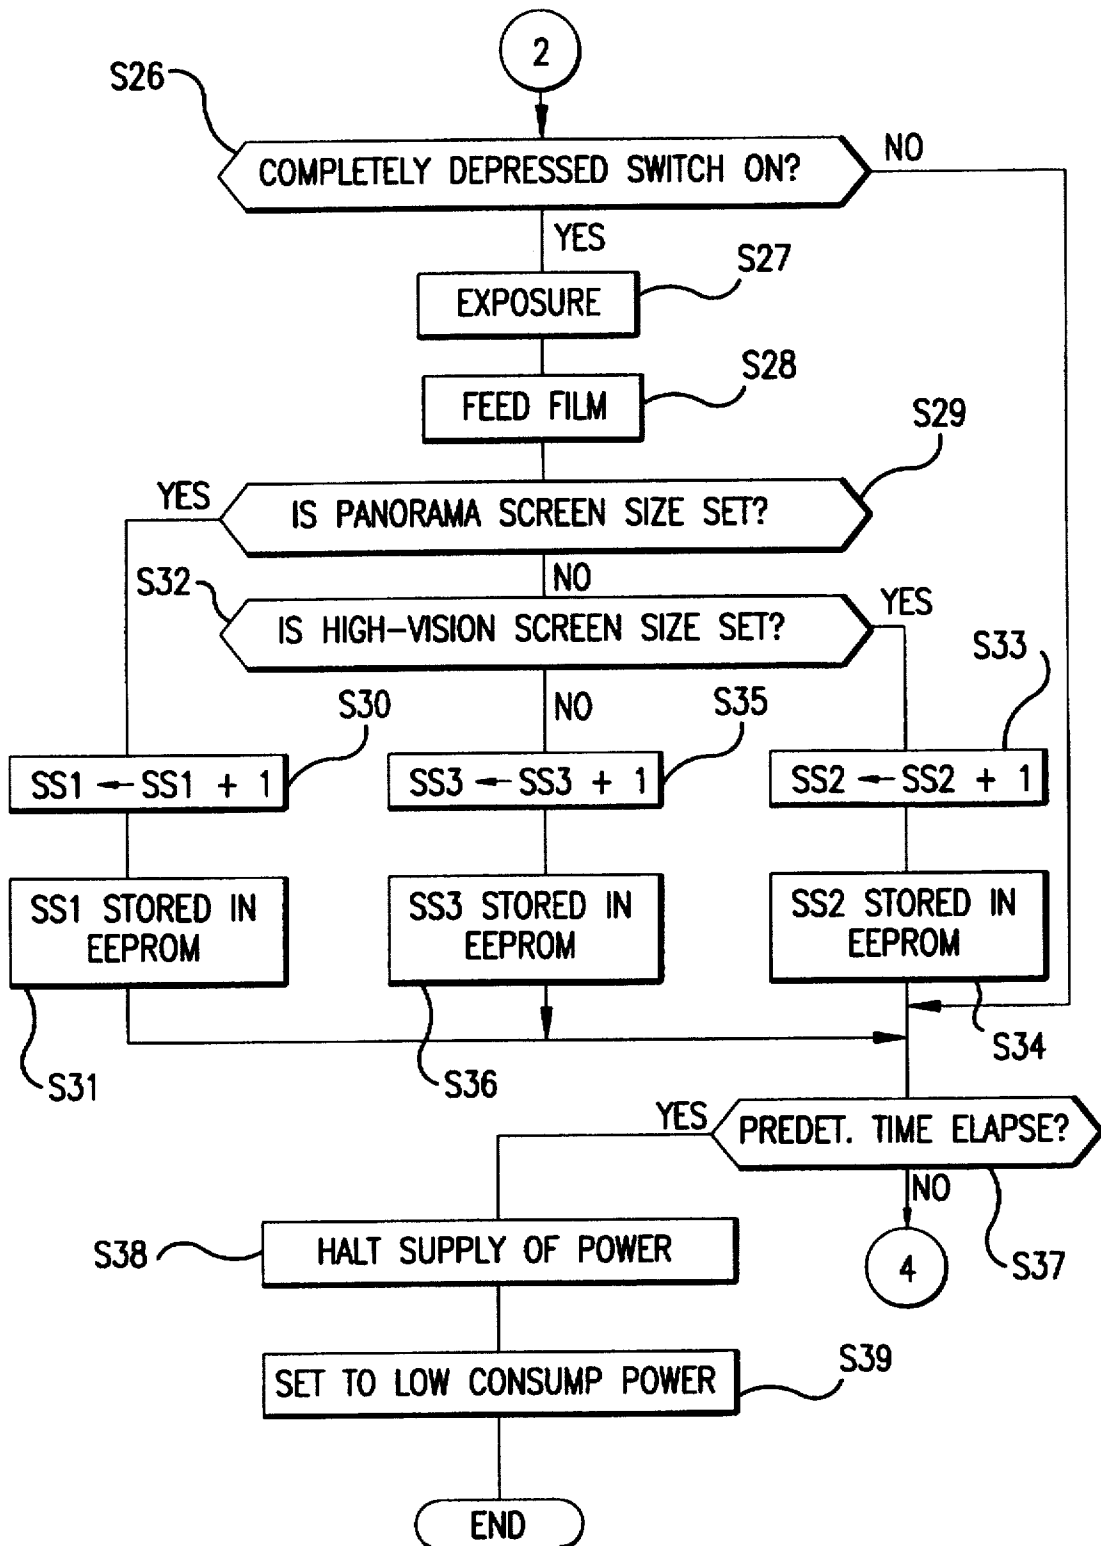 2
S26
COMPLETELY DEPRESSED SWITCH ON?
NO
YES
S27
EXPOSURE
S28
FEED FILM
S29
YES
IS PANORAMA SCREEN SIZE SET?
NO
S32
IS HIGH-VISION SCREEN SIZE SET?
YES
S33
NO
S30
S35
SS1 ← SS1 + 1
SS3 ← SS3 + 1
SS2 ← SS2 + 1
SS1 STORED IN
EEPROM
SS3 STORED IN
EEPROM
SS2 STORED IN
EEPROM
S31
S36
S34
YES
PREDET. TIME ELAPSE?
NO
S37
4
S38
HALT SUPPLY OF POWER
S39
SET TO LOW CONSUMP POWER
END